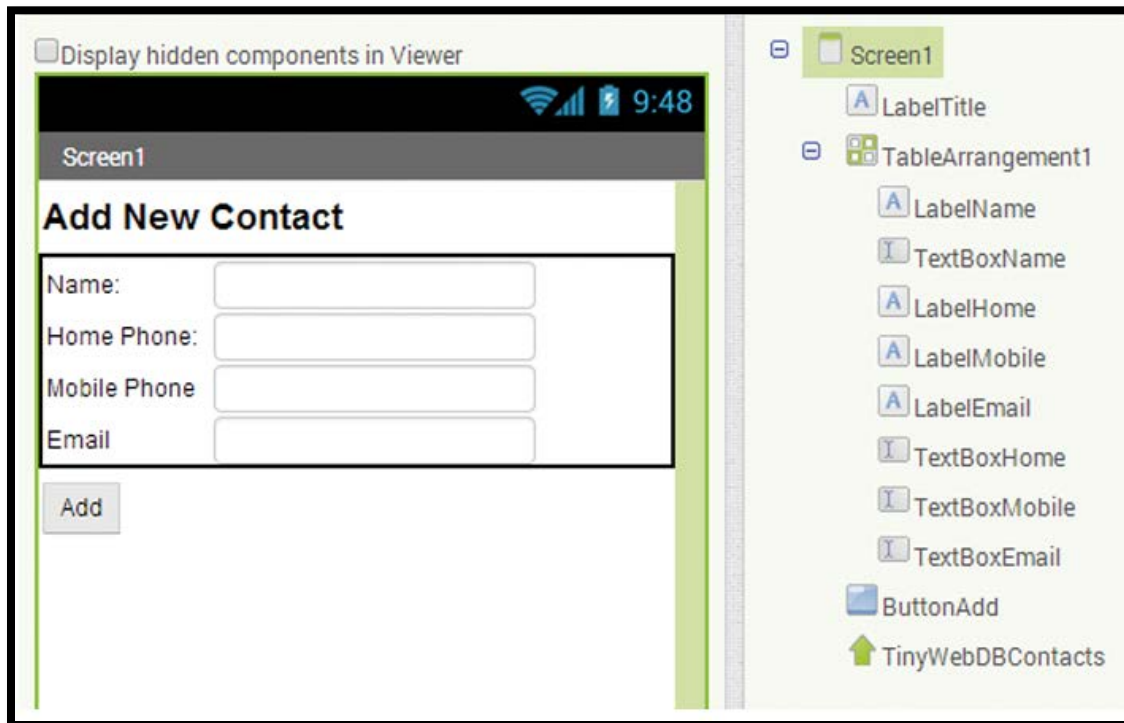 Display hidden components in Viewer
9:48
Screen1
Add New Contact
Name:
Home Phone:
Mobile Phone
Email
Add
Screen1
A LabelTitle
TableArrangement1
A LabelName
TextBoxName
A LabelHome
A LabelMobile
A LabelEmail
TextBoxHome
TextBoxMobile
TextBoxEmail
ButtonAdd
TinyWebDBContacts